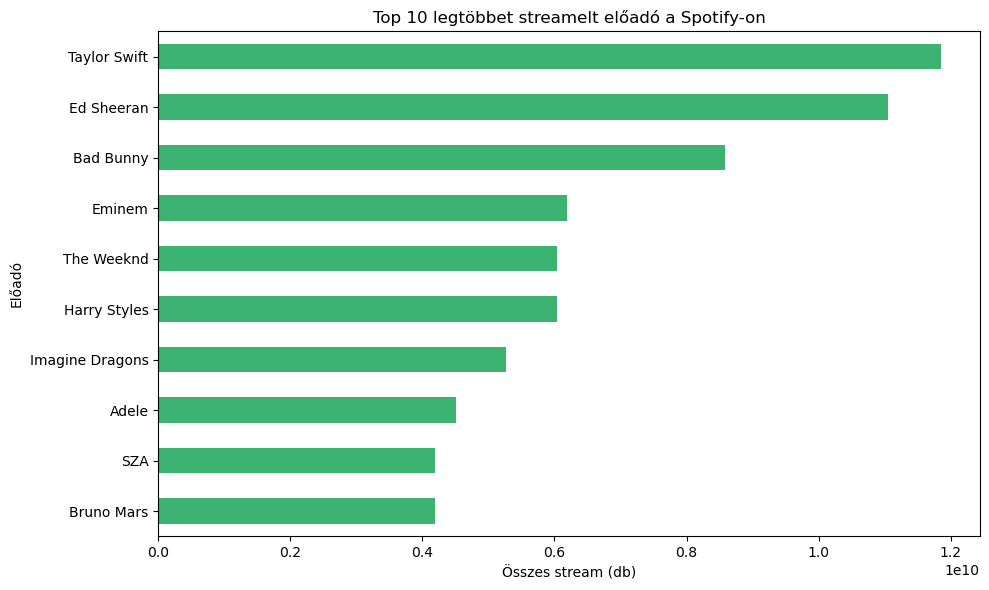 Top 10 legtöbbet streamelt előadó a Spotify-on
Előadó
Taylor Swift
Ed Sheeran
Bad Bunny
Eminem
The Weeknd
Harry Styles
Imagine Dragons
Adele
SZA
Bruno Mars
0.0 0.2 0.4 0.6 0.8 1.0 1.2
1e10
Összes stream (db)